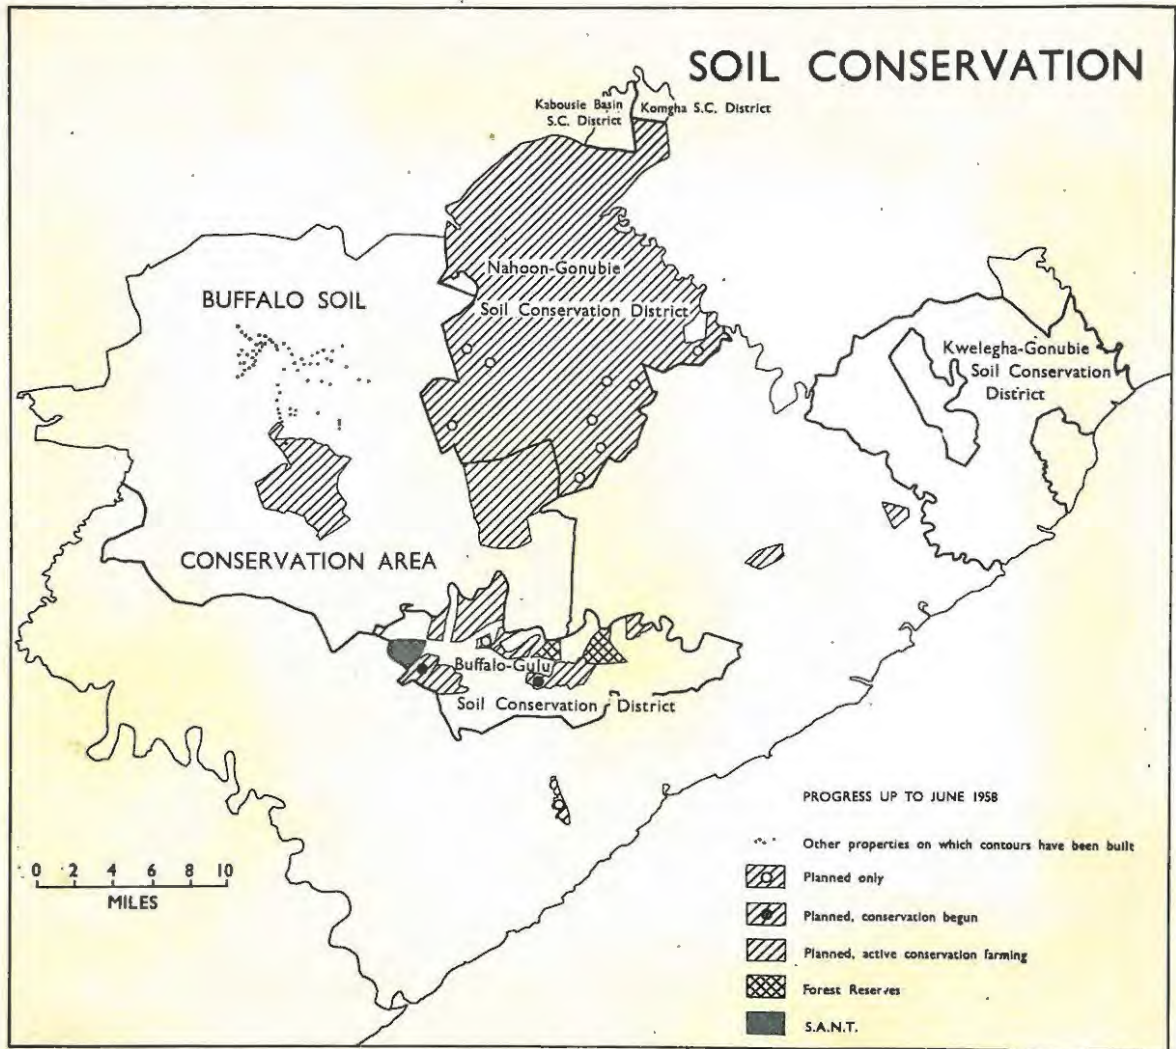 SOIL CONSERVATION
Kabousie Basin
S.C. District
Komgha S.C. District
Nahoon-Gonubie
Soil Conservation District
BUFFALO SOIL
CONSERVATION AREA
Kwelegha-Gonubie
Soil Conservation
District
Buffalo-Gulu
Soil Conservation District
PROGRESS UP TO JUNE 1958
Other properties on which contours have been built
Planned only
Planned, conservation begun
Planned, active conservation farming
Forest Reserves
S.A.N.T.
0 2 4 6 8 10
MILES